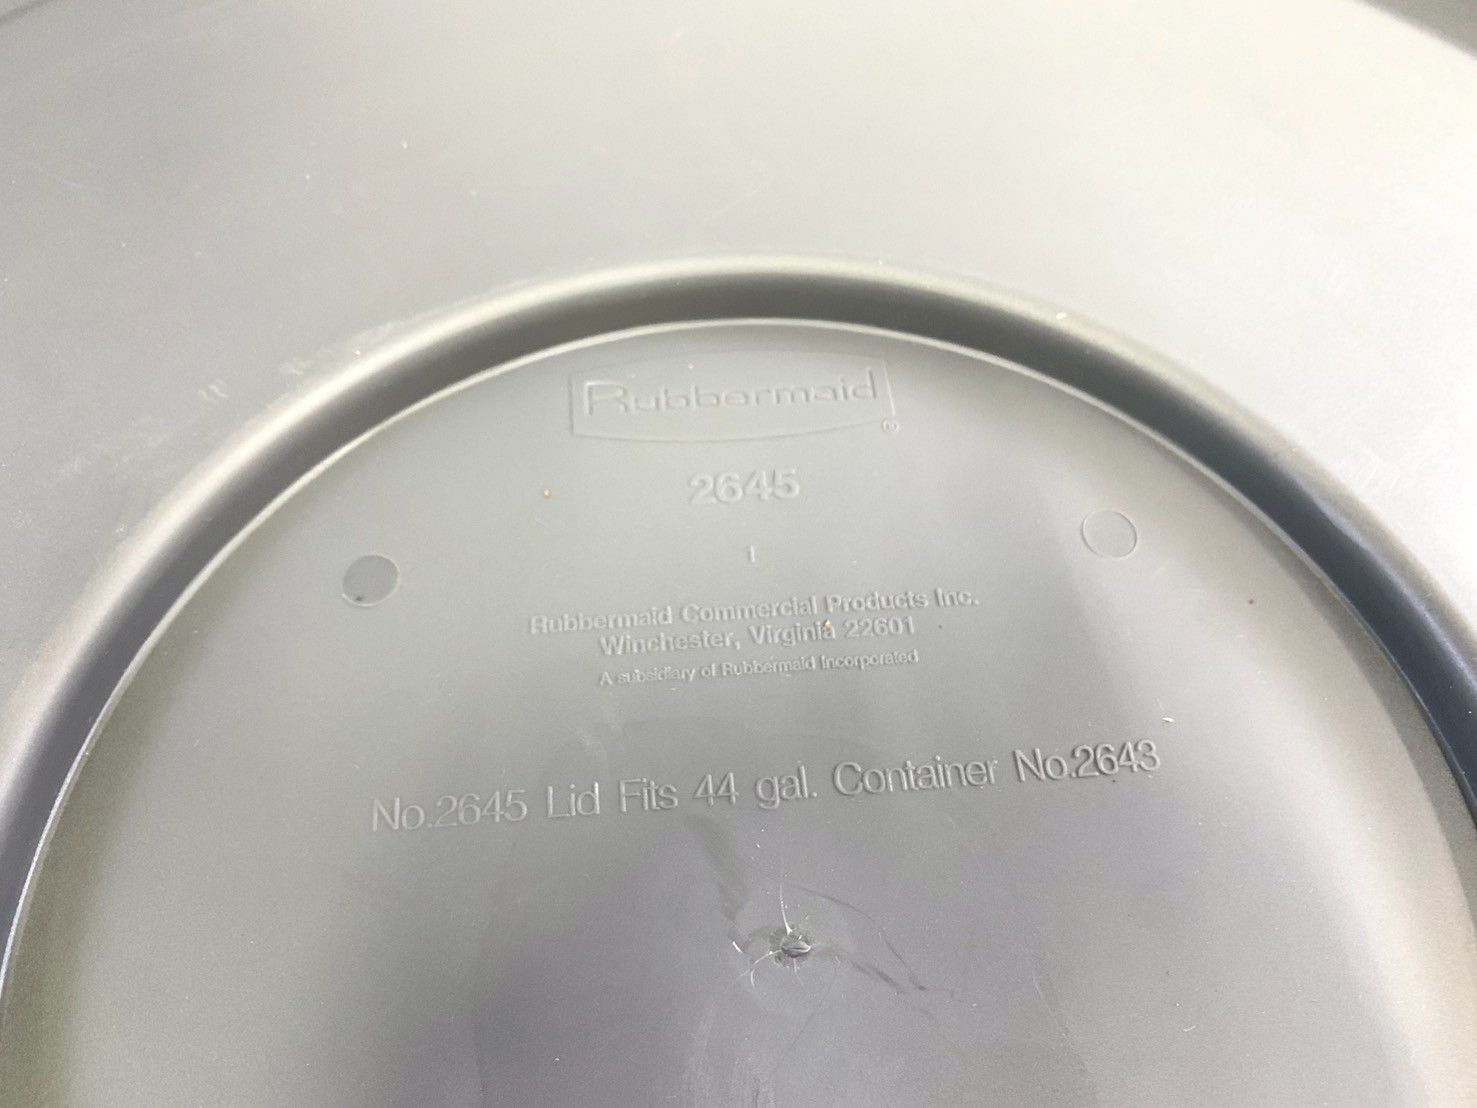 Rubbermaid®
2645
1
Rubbermaid Commercial Products Inc.
Winchester, Virginia 22601
A subsidiary of Rubbermaid Incorporated
No.2645 Lid Fits 44 gal. Container No.2643